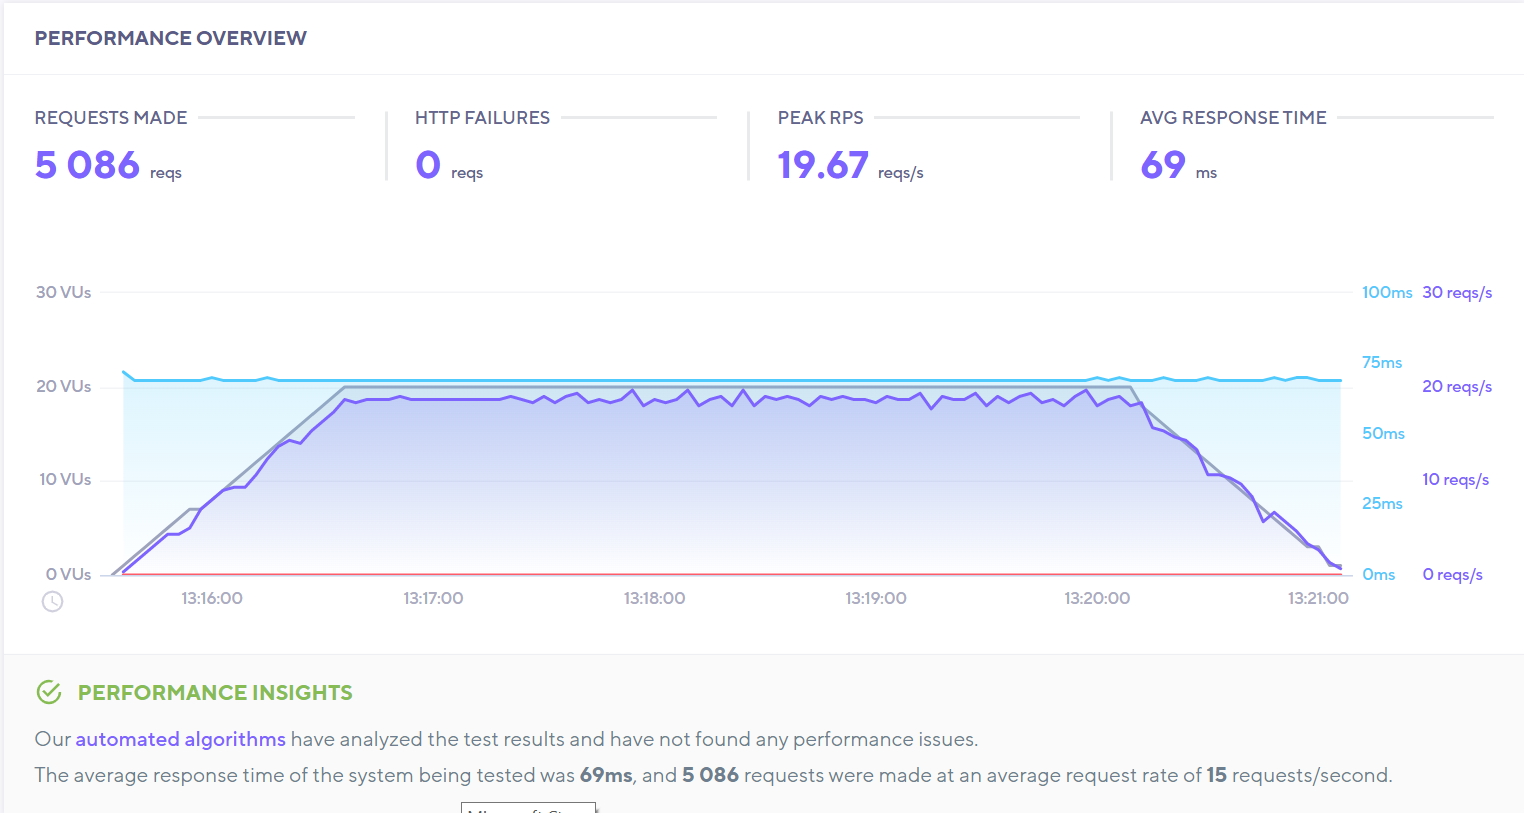 PERFORMANCE OVERVIEW
REQUESTS MADE
5 086 reqs
HTTP FAILURES
0 reqs
PEAK RPS
19.67 reqs/s
AVG RESPONSE TIME
69 ms
30 VUs
20 VUs
10 VUs
0 VUs
100ms
75ms
50ms
25ms
0ms
30 reqs/s
20 reqs/s
10 reqs/s
0 reqs/s
13:16:00
13:17:00
13:18:00
13:19:00
13:20:00
13:21:00
PERFORMANCE INSIGHTS
Our automated algorithms have analyzed the test results and have not found any performance issues.
The average response time of the system being tested was 69ms, and 5 086 requests were made at an average request rate of 15 requests/second.